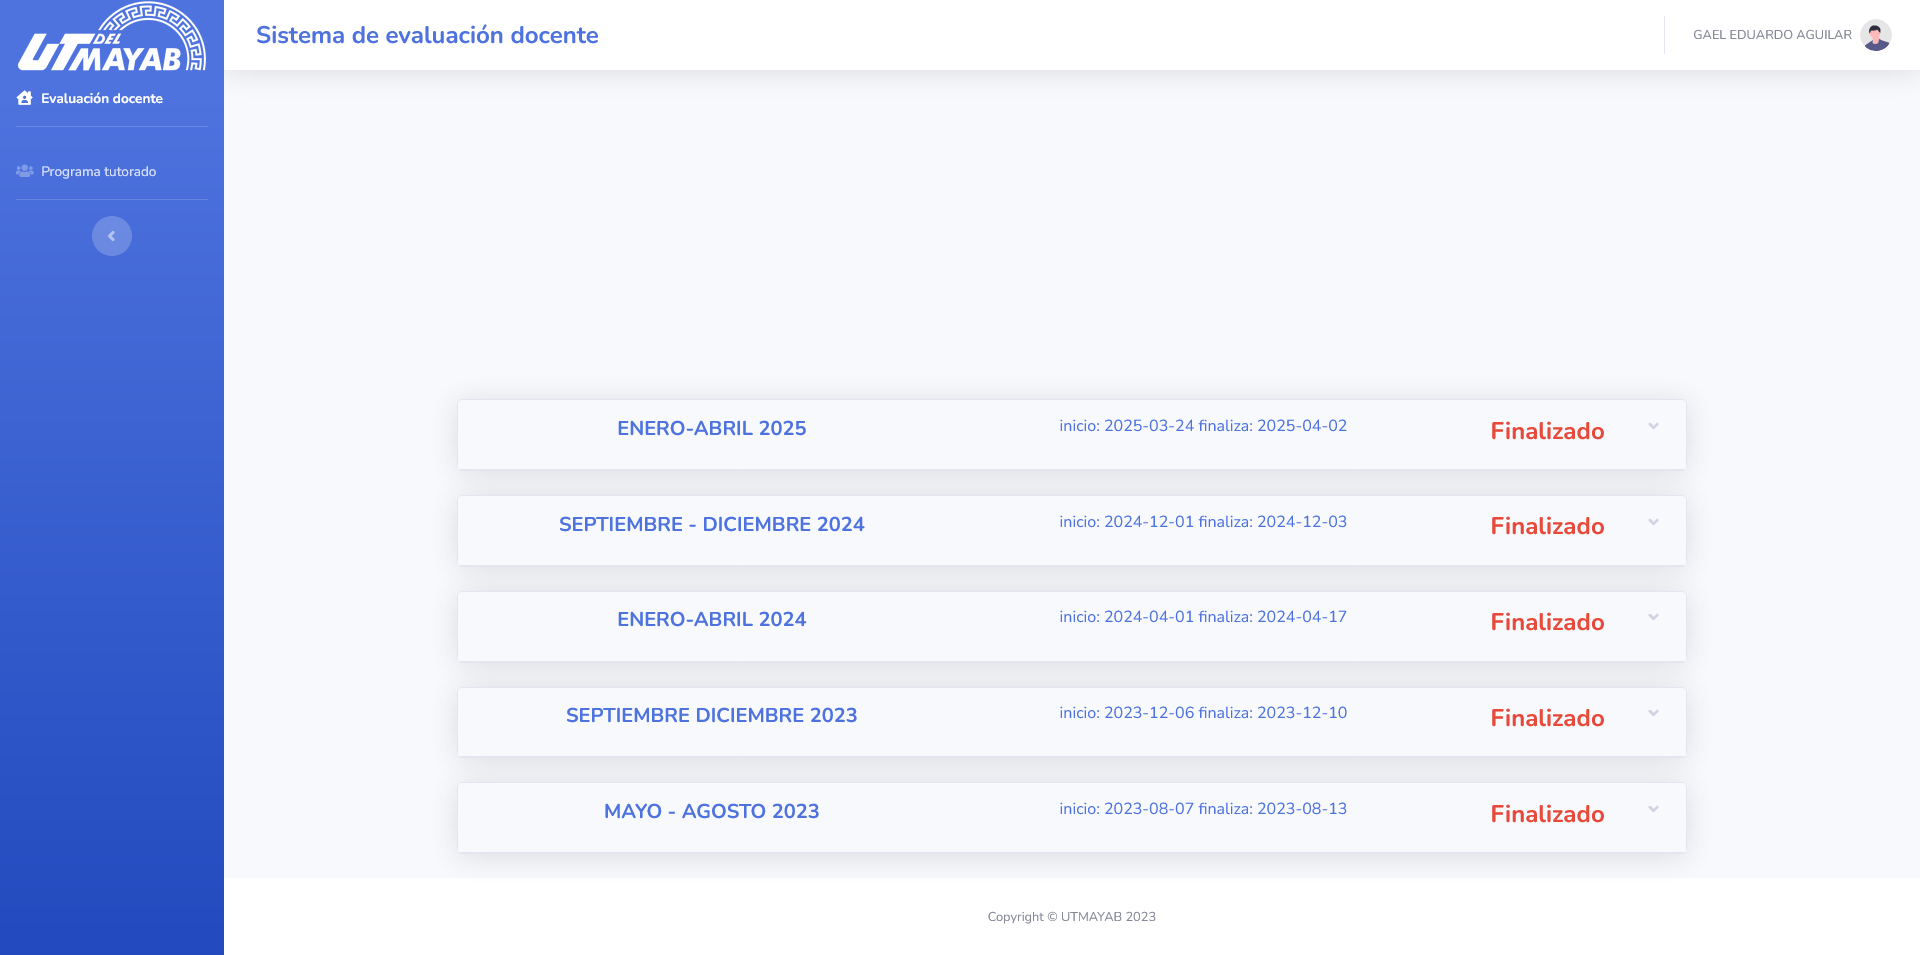 UT DEL MAYAB
Evaluación docente
Programa tutorado
Sistema de evaluación docente
GAEL EDUARDO AGUILAR
ENERO-ABRIL 2025 inicio: 2025-03-24 finaliza: 2025-04-02 Finalizado
SEPTIEMBRE - DICIEMBRE 2024 inicio: 2024-12-01 finaliza: 2024-12-03 Finalizado
ENERO-ABRIL 2024 inicio: 2024-04-01 finaliza: 2024-04-17 Finalizado
SEPTIEMBRE DICIEMBRE 2023 inicio: 2023-12-06 finaliza: 2023-12-10 Finalizado
MAYO - AGOSTO 2023 inicio: 2023-08-07 finaliza: 2023-08-13 Finalizado
Copyright © UTMAYAB 2023